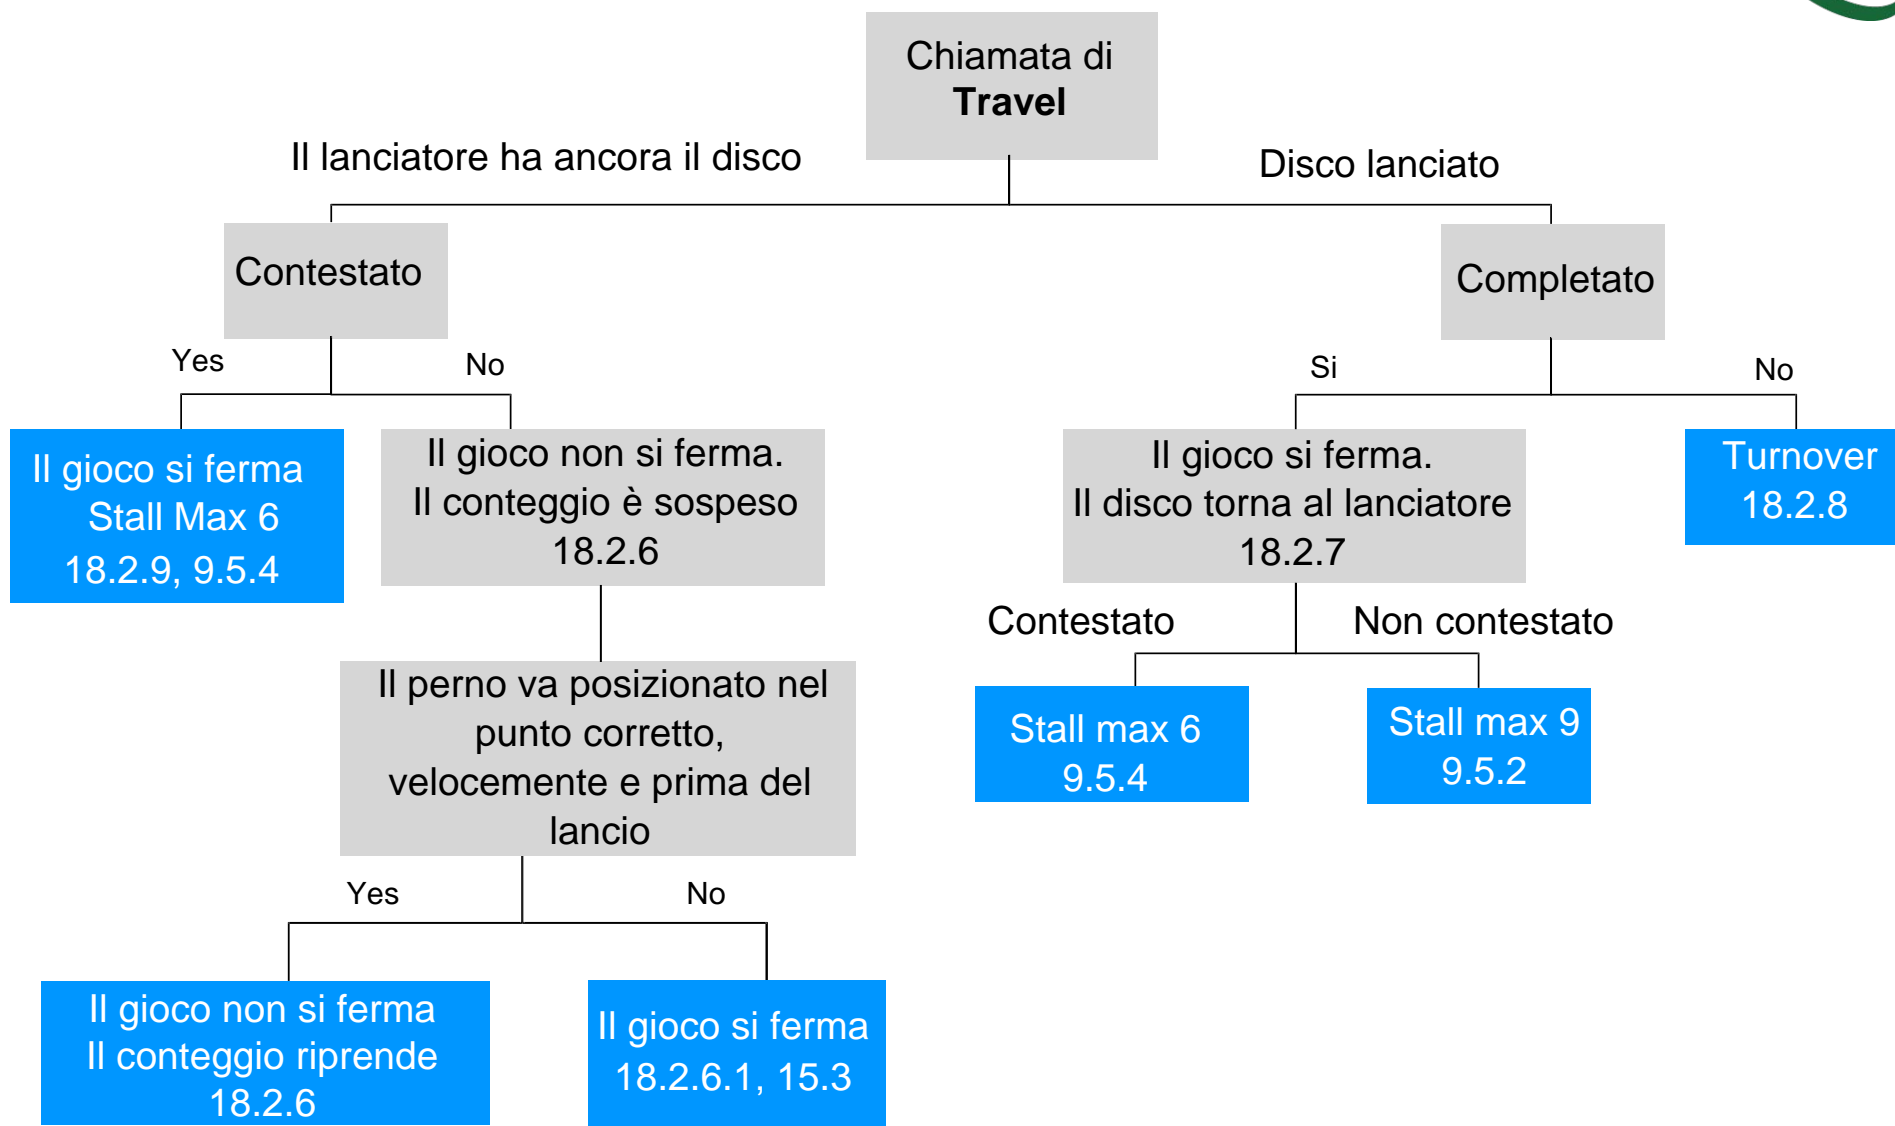 Chiamata di
Travel
Il lanciatore ha ancora il disco
Disco lanciato
Contestato
Completato
Yes
No
Si
No
Il gioco si ferma
Stall Max 6
18.2.9, 9.5.4
Il gioco non si ferma.
Il conteggio è sospeso
18.2.6
Il gioco si ferma.
Il disco torna al lanciatore
18.2.7
Turnover
18.2.8
Contestato
Non contestato
Il perno va posizionato nel
punto corretto,
velocemente e prima del
lancio
Stall max 6
9.5.4
Stall max 9
9.5.2
Yes
No
Il gioco non si ferma
Il conteggio riprende
18.2.6
Il gioco si ferma
18.2.6.1, 15.3